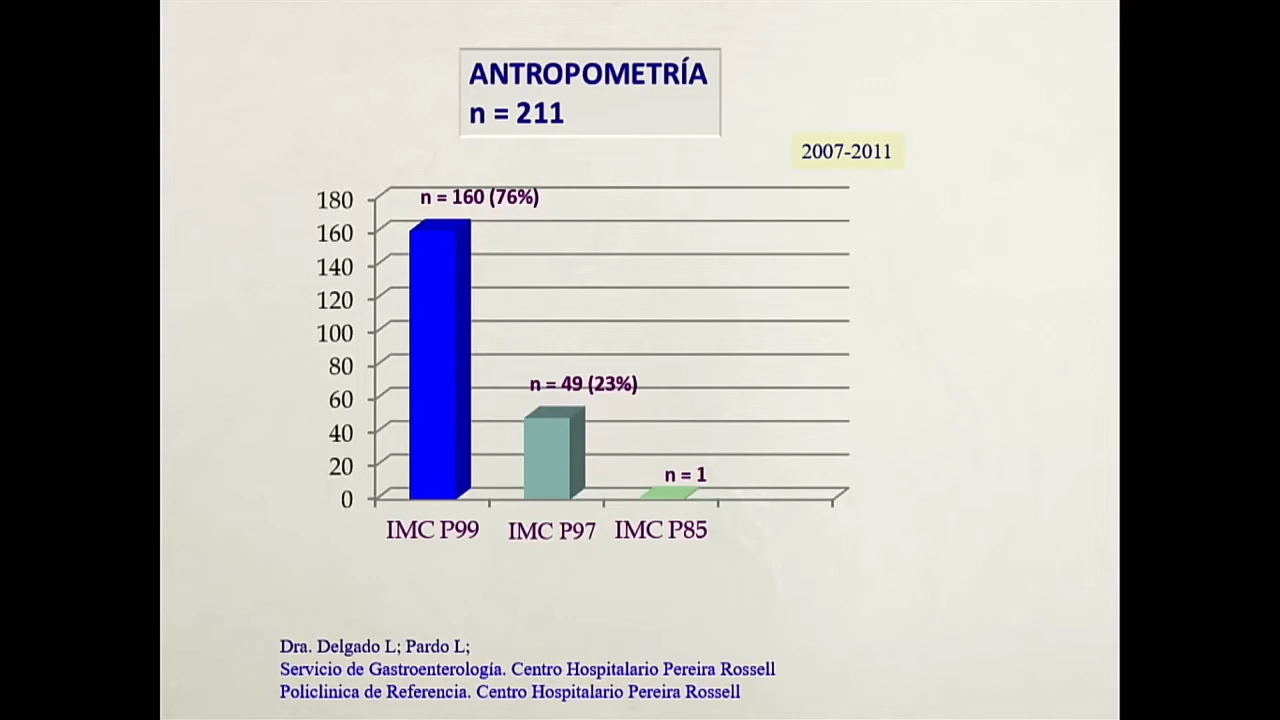 ANTROPOMETRÍA
n = 211
2007-2011
180
n = 160 (76%)
160
140
120
100
80
n = 49 (23%)
60
40
20
n = 1
0
IMC P99
IMC P97
IMC P85
Dra. Delgado L; Pardo L;
Servicio de Gastroenterología. Centro Hospitalario Pereira Rossell
Policlinica de Referencia. Centro Hospitalario Pereira Rossell